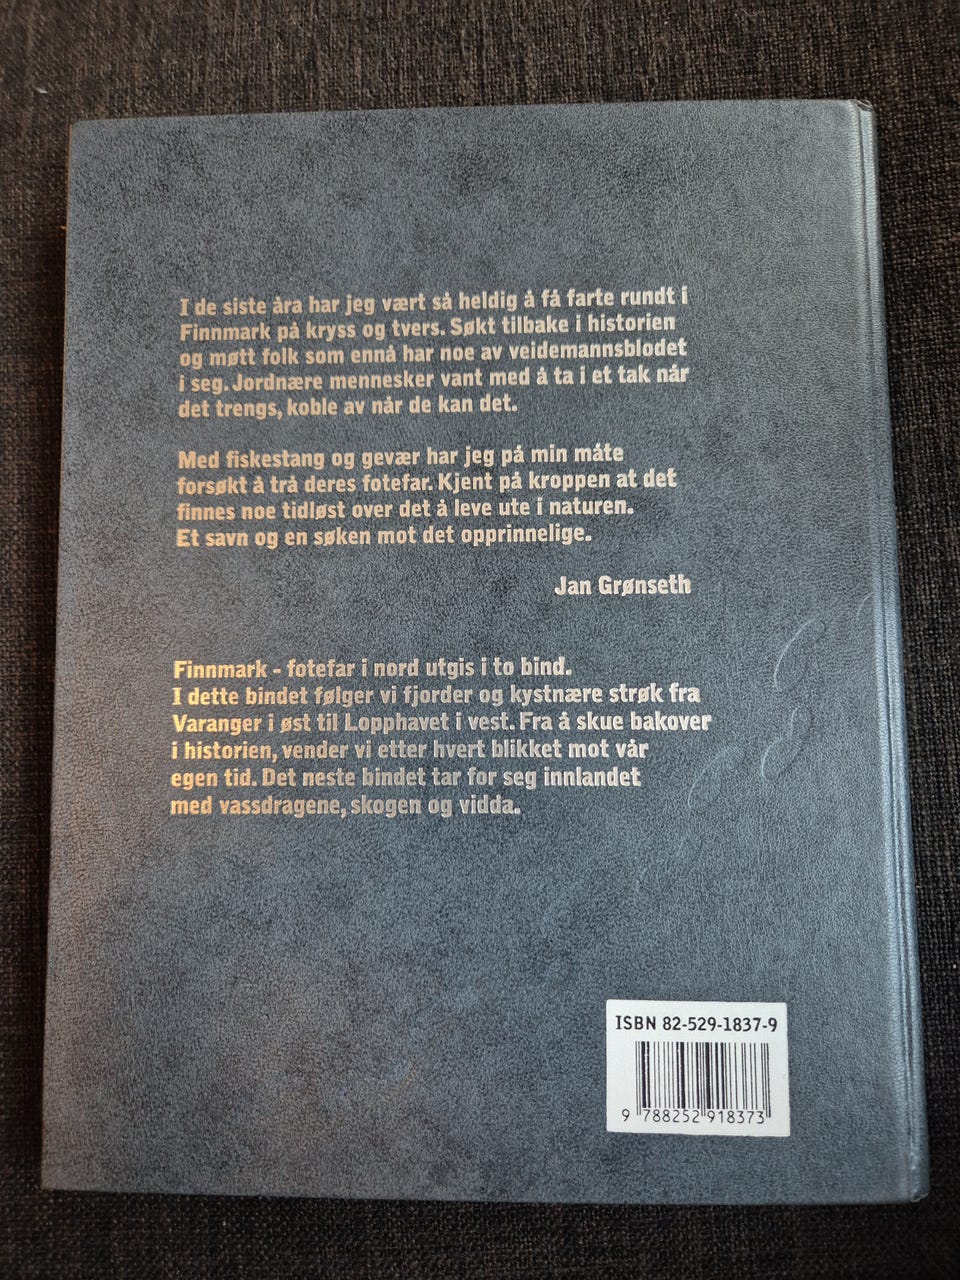 I de siste åra har jeg vært så heldig å få farte rundt i
Finnmark på kryss og tvers. Søkt tilbake i historien
og møtt folk som ennå har noe av veidemannsblodet
i seg. Jordnære mennesker vant med å ta i et tak når
det trengs, koble av når de kan det.
Med fiskestang og gevær har jeg på min måte
forsøkt å trå deres fotefar. Kjent på kroppen at det
finnes noe tidløst over det å leve ute i naturen.
Et savn og en søken mot det opprinnelige.
Jan Grønseth
Finnmark - fotefar i nord utgis i to bind.
I dette bindet følger vi fjorder og kystnære strøk fra
Varanger i øst til Lopphavet i vest. Fra å skue bakover
i historien, vender vi etter hvert blikket mot vår
egen tid. Det neste bindet tar for seg innlandet
med vassdragene, skogen og vidda.
ISBN 82-529-1837-9
9 788252 918373